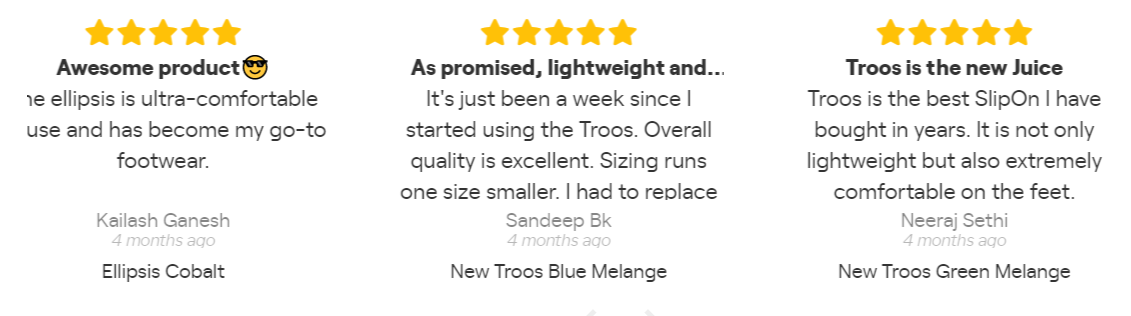 Awesome product😎
ellipsis is ultra-comfortable
use and has become my go-to
footwear.
Kailash Ganesh
4 months ago
Ellipsis Cobalt
As promised, lightweight and...
It's just been a week since I
started using the Troos. Overall
quality is excellent. Sizing runs
one size smaller. I had to replace
Sandeep Bk
4 months ago
New Troos Blue Melange
Troos is the new Juice
Troos is the best SlipOn I have
bought in years. It is not only
lightweight but also extremely
comfortable on the feet.
Neeraj Sethi
4 months ago
New Troos Green Melange